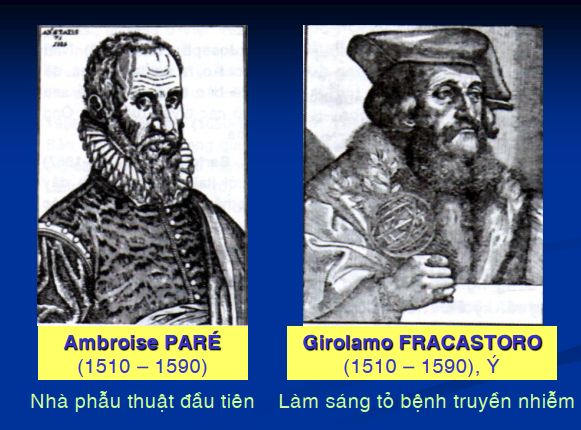 Ambroise PARÉ
(1510 – 1590)
Nhà phẫu thuật đầu tiên
Girolamo FRACASTORO
(1510 – 1590), Ý
Làm sáng tỏ bệnh truyền nhiễm